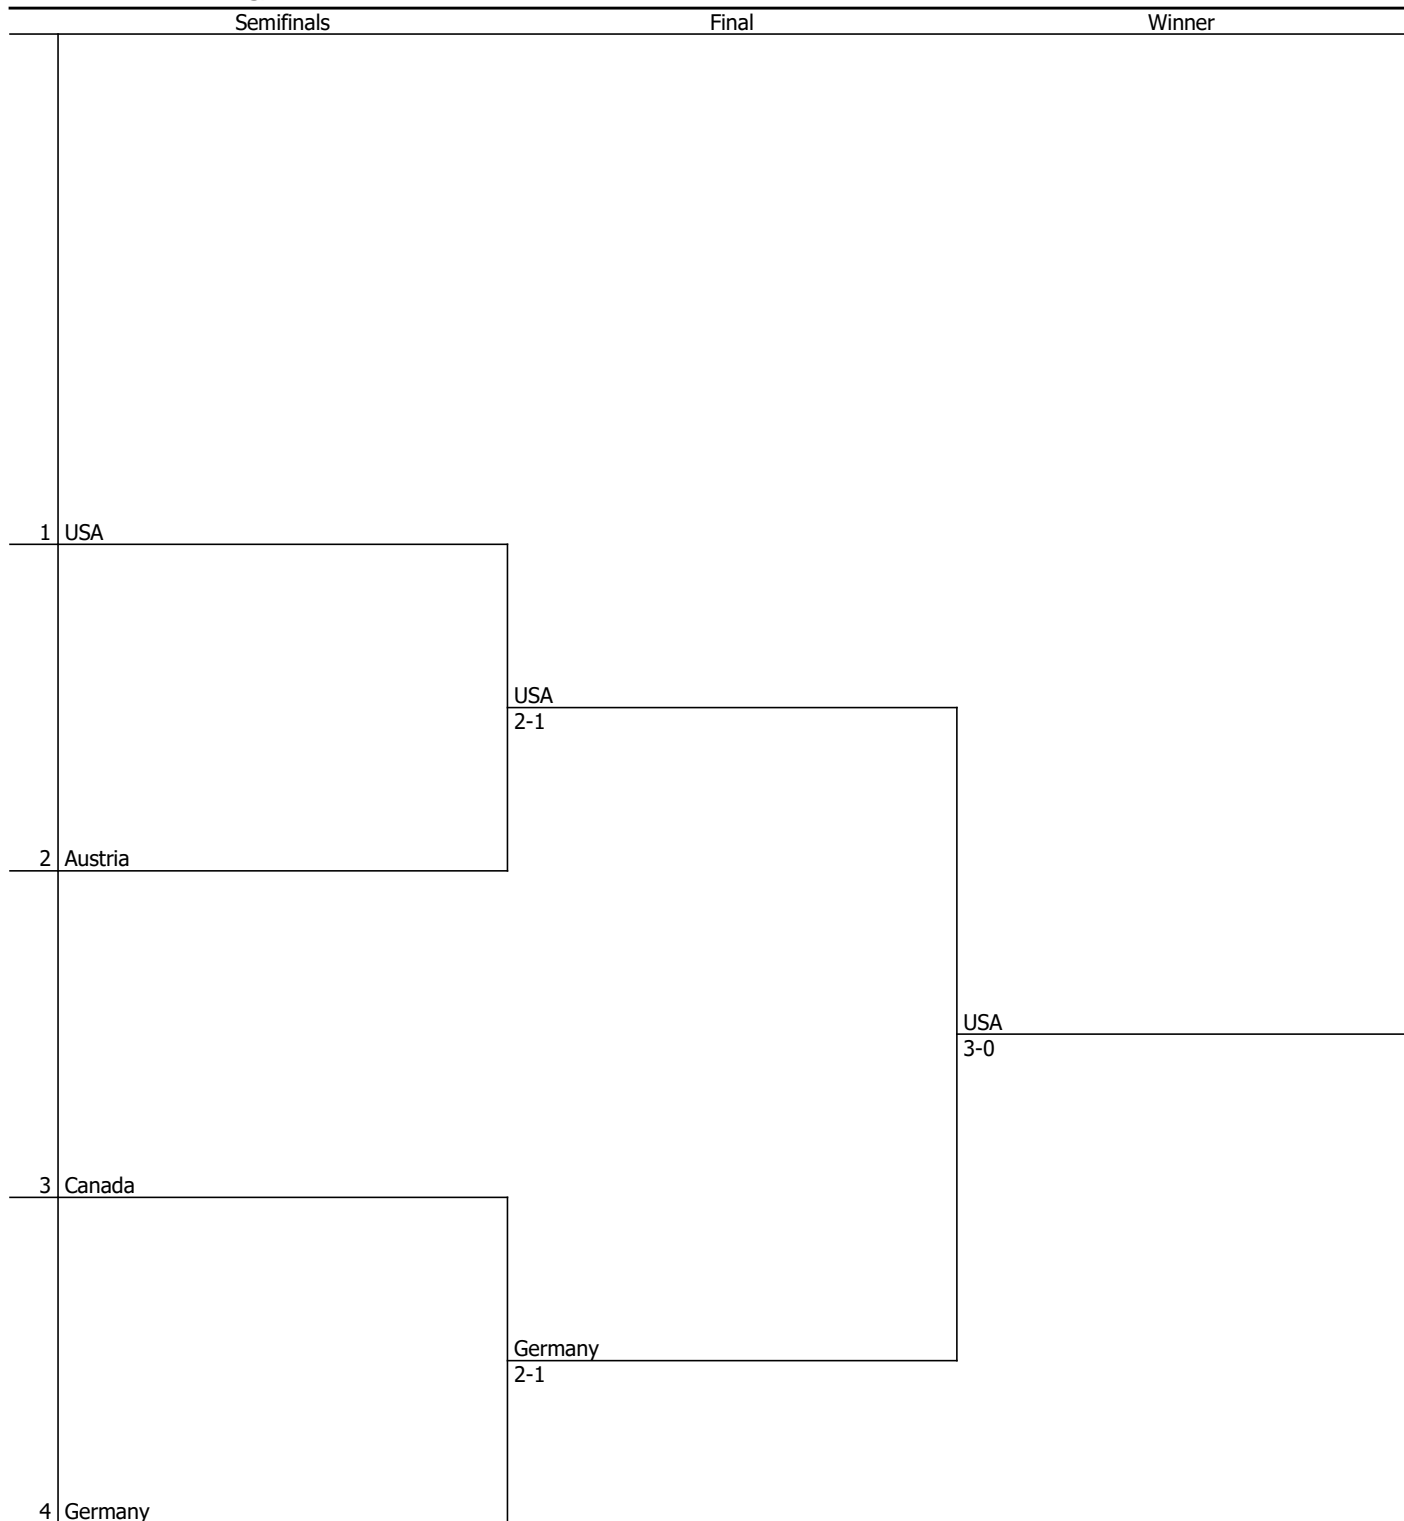 Semifinals Final Winner
1 USA
USA
2-1
2 Austria
USA
3-0
3 Canada
Germany
2-1
4 Germany